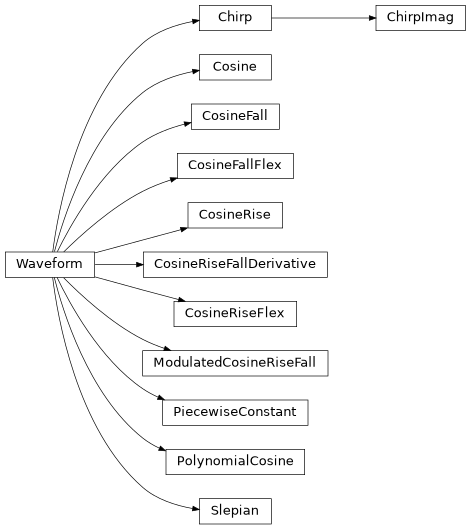 Chirp
ChirpImag
Cosine
CosineFall
CosineFallFlex
CosineRise
Waveform
CosineRiseFallDerivative
CosineRiseFlex
ModulatedCosineRiseFall
PiecewiseConstant
PolynomialCosine
Slepian